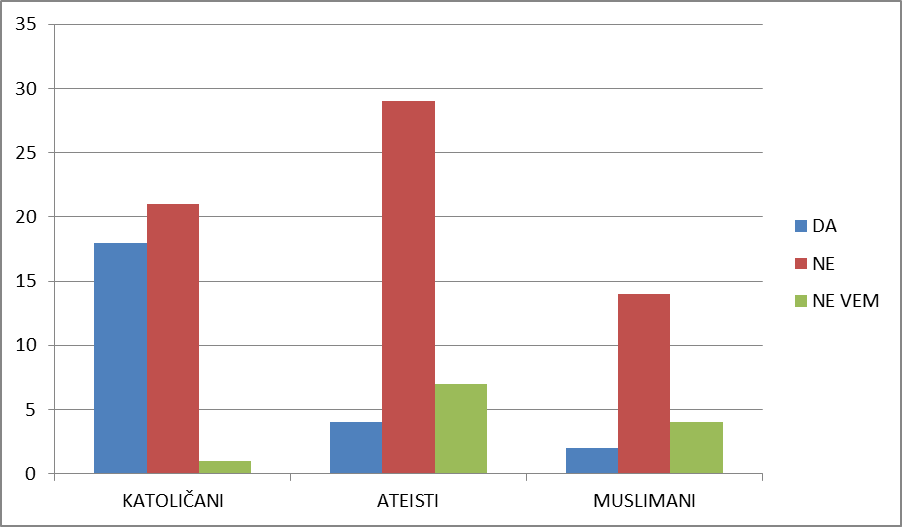 35
30
25
20
15
10
5
0
KATOLIČANI ATEISTI MUSLIMANI
DA
NE
NE VEM